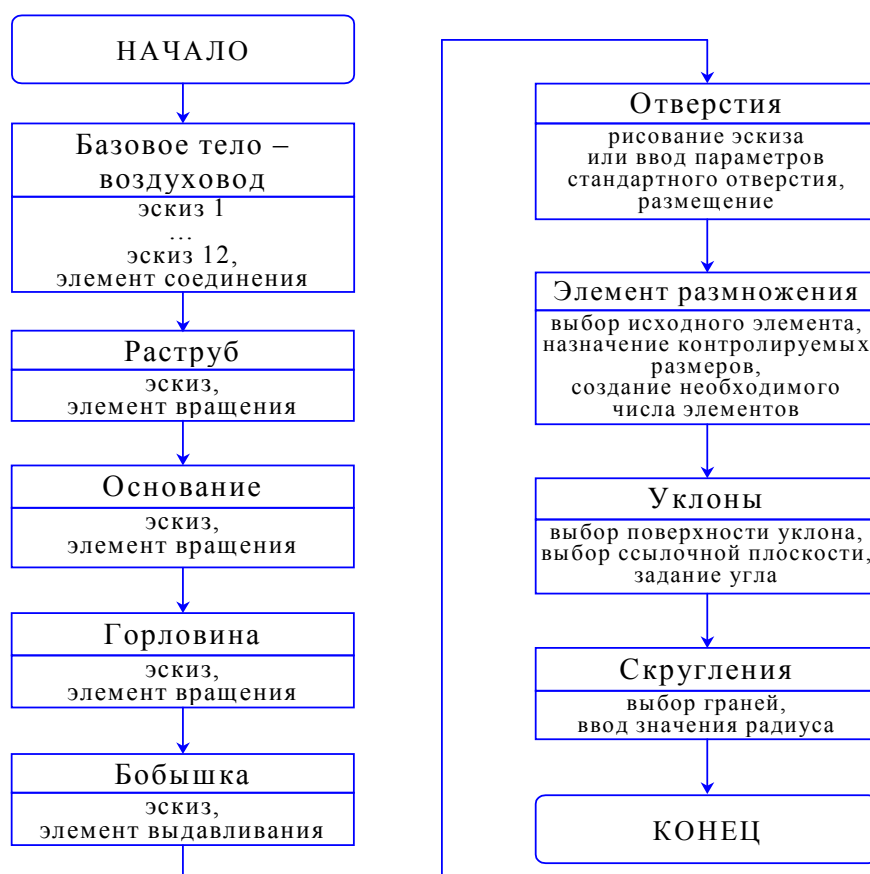 НАЧАЛО
Базовое тело –
воздуховод
эскиз 1
...
эскиз 12,
элемент соединения
Раструб
эскиз,
элемент вращения
Основание
эскиз,
элемент вращения
Горловина
эскиз,
элемент вращения
Бобышка
эскиз,
элемент выдавливания
Отверстия
рисование эскиза
или ввод параметров
стандартного отверстия,
размещение
Элемент размножения
выбор исходного элемента,
назначение контролируемых
размеров,
создание необходимого
числа элементов
Уклоны
выбор поверхности уклона,
выбор ссылочной плоскости,
задание угла
Скругления
выбор граней,
ввод значения радиуса
КОНЕЦ